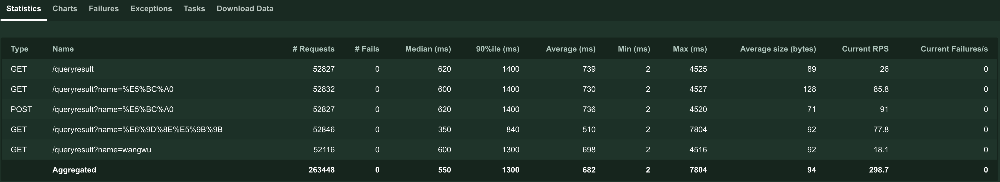 Statistics Charts Failures Exceptions Tasks Download Data
Type Name # Requests # Fails Median (ms) 90%ile (ms) Average (ms) Min (ms) Max (ms) Average size (bytes) Current RPS Current Failures/s
GET /queryresult 52827 0 620 1400 739 2 4525 89 26 0
GET /queryresult?name=%E5%BC%A0 52832 0 600 1400 730 2 4527 128 85.8 0
POST /queryresult?name=%E5%BC%A0 52827 0 620 1400 736 2 4520 71 91 0
GET /queryresult?name=%E6%9D%8E%E5%9B%9B 52846 0 350 840 510 2 7804 92 77.8 0
GET /queryresult?name=wangwu 52116 0 600 1300 698 2 4516 92 18.1 0
Aggregated 263448 0 550 1300 682 2 7804 94 298.7 0